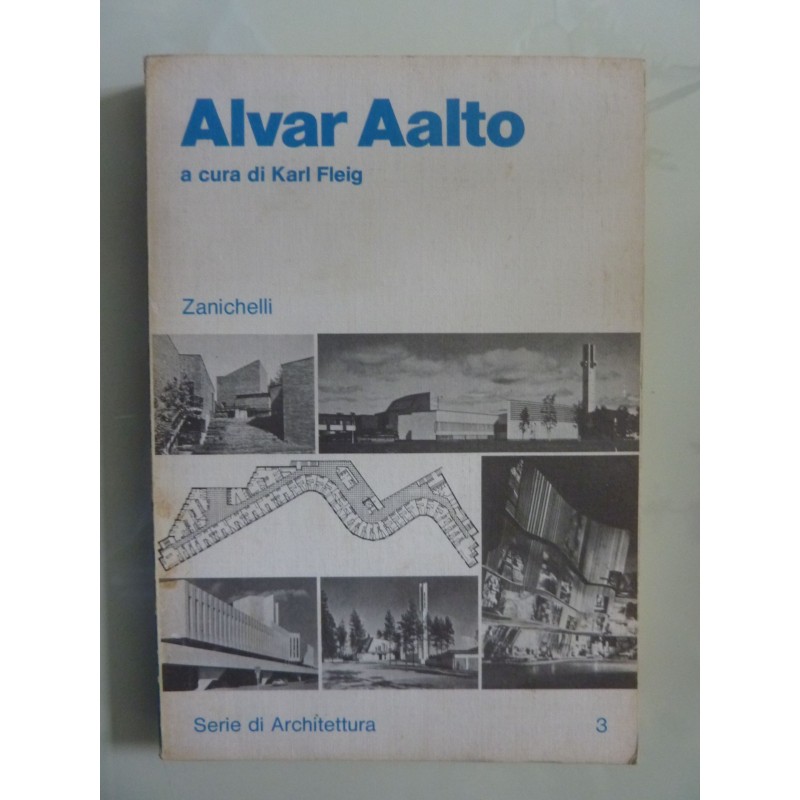 Alvar Aalto
a cura di Karl Fleig
Zanichelli
Serie di Architettura 3